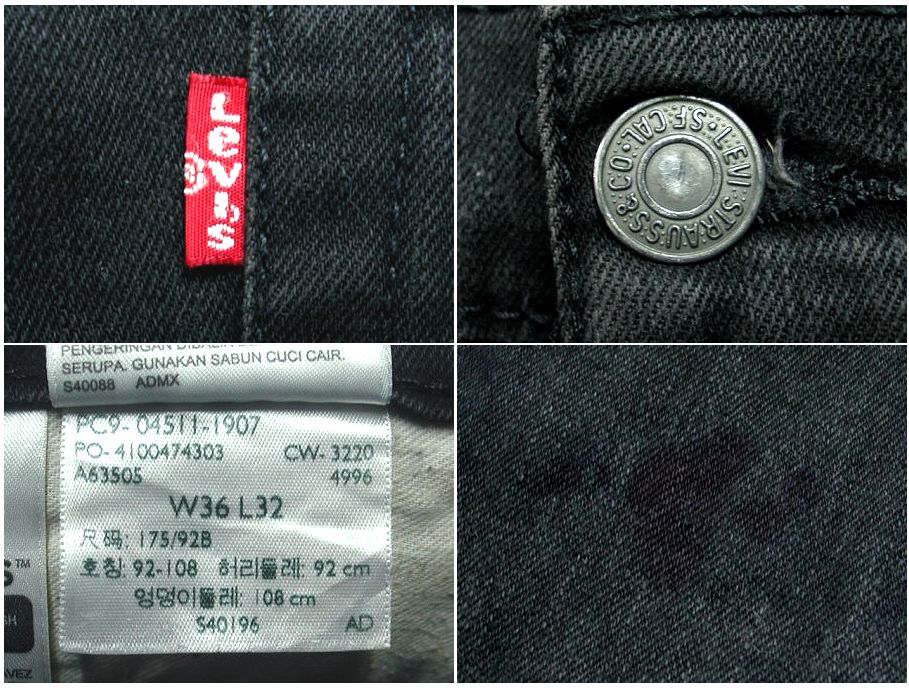 Levi's
LEVI STRAUSS & CO. S.F. CAL.
SERUPA. GUNAKAN SABUN CUCI CAIR.
S40088 ADMX
PC9- 04511-1907
PO- 4100474303 CW- 3220
A63505 4996
W36 L32
尺码: 175/92B
호칭: 92-108 허리둘레: 92 cm
엉덩이둘레: 108 cm
S40196 AD
TM